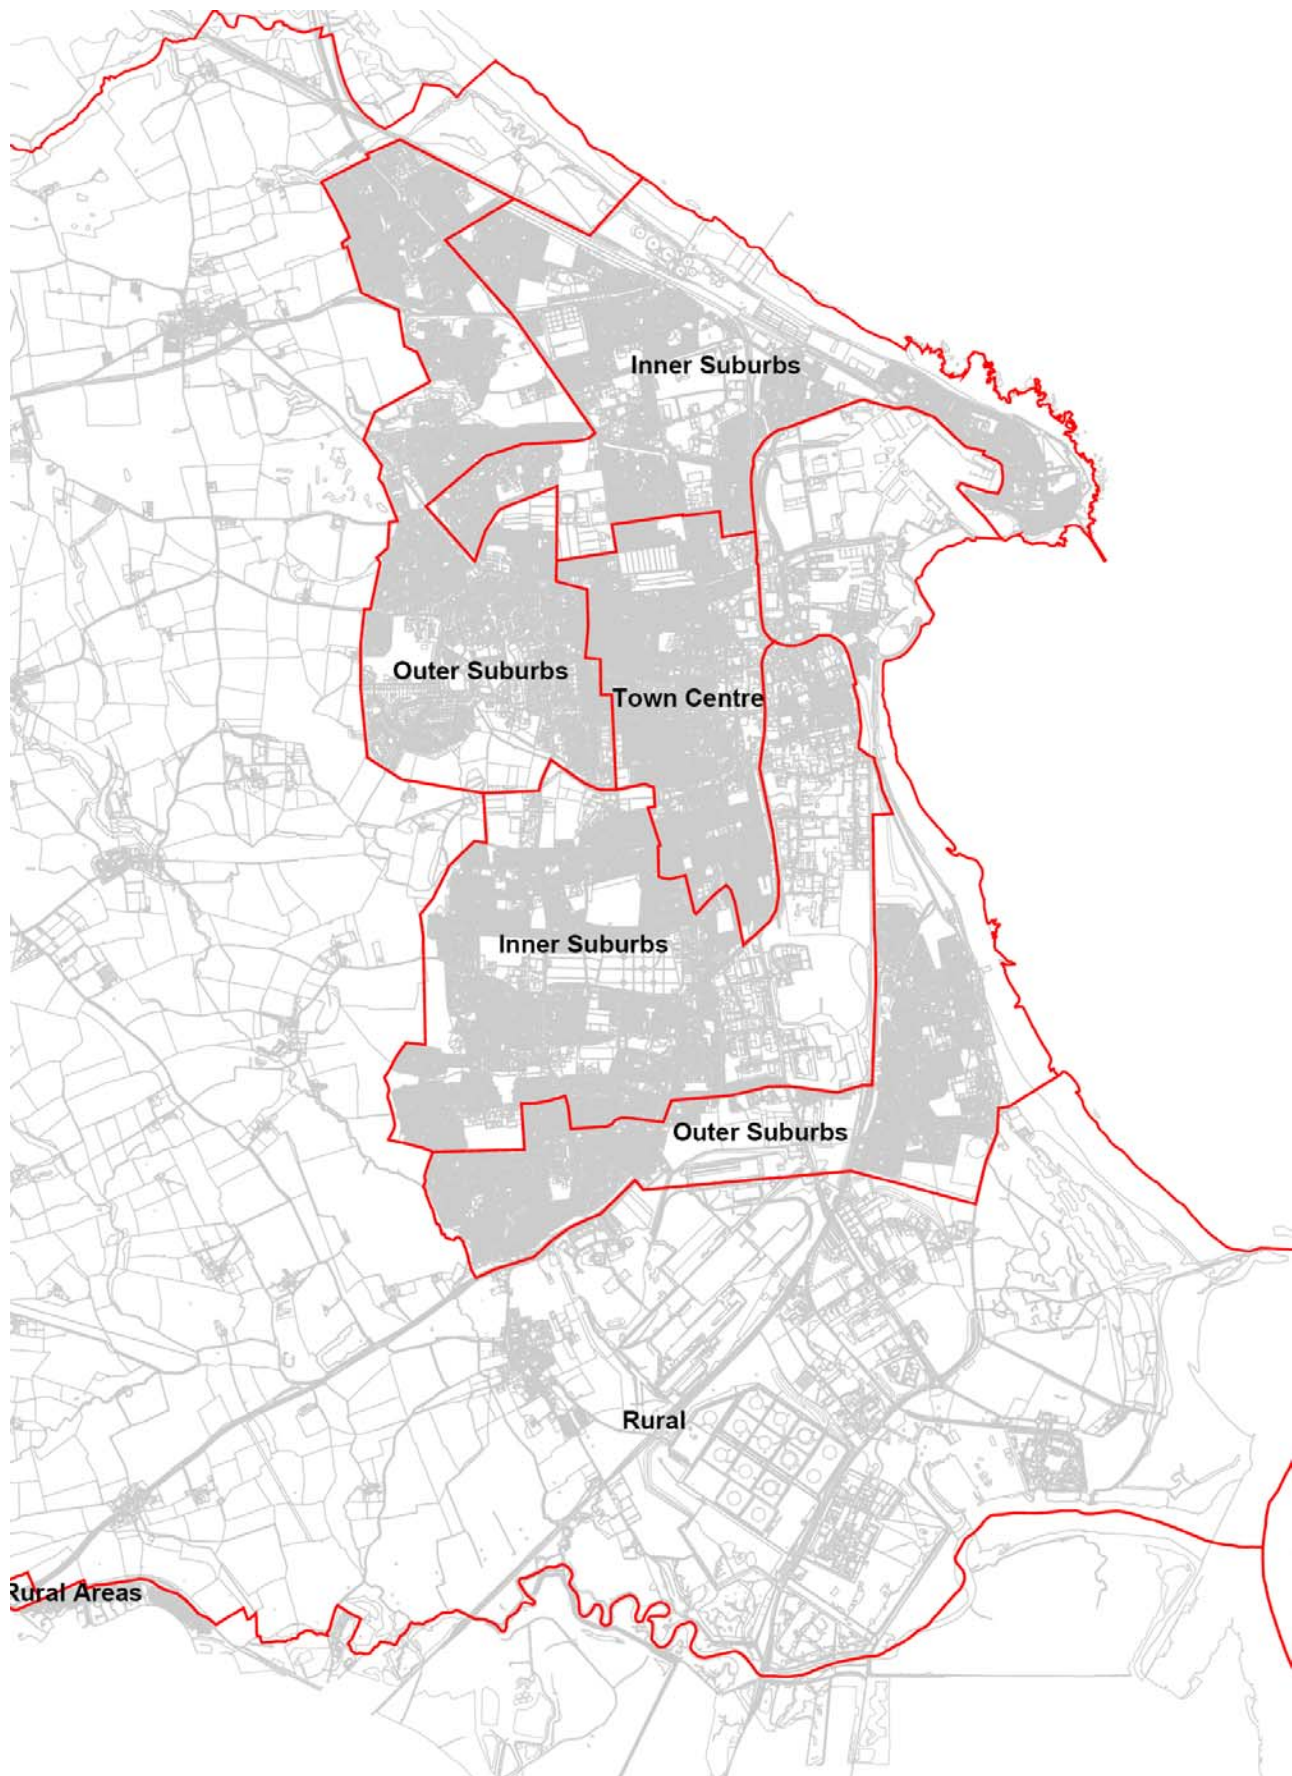 Inner Suburbs
Outer Suburbs
Town Centre
Inner Suburbs
Outer Suburbs
Rural
Rural Areas